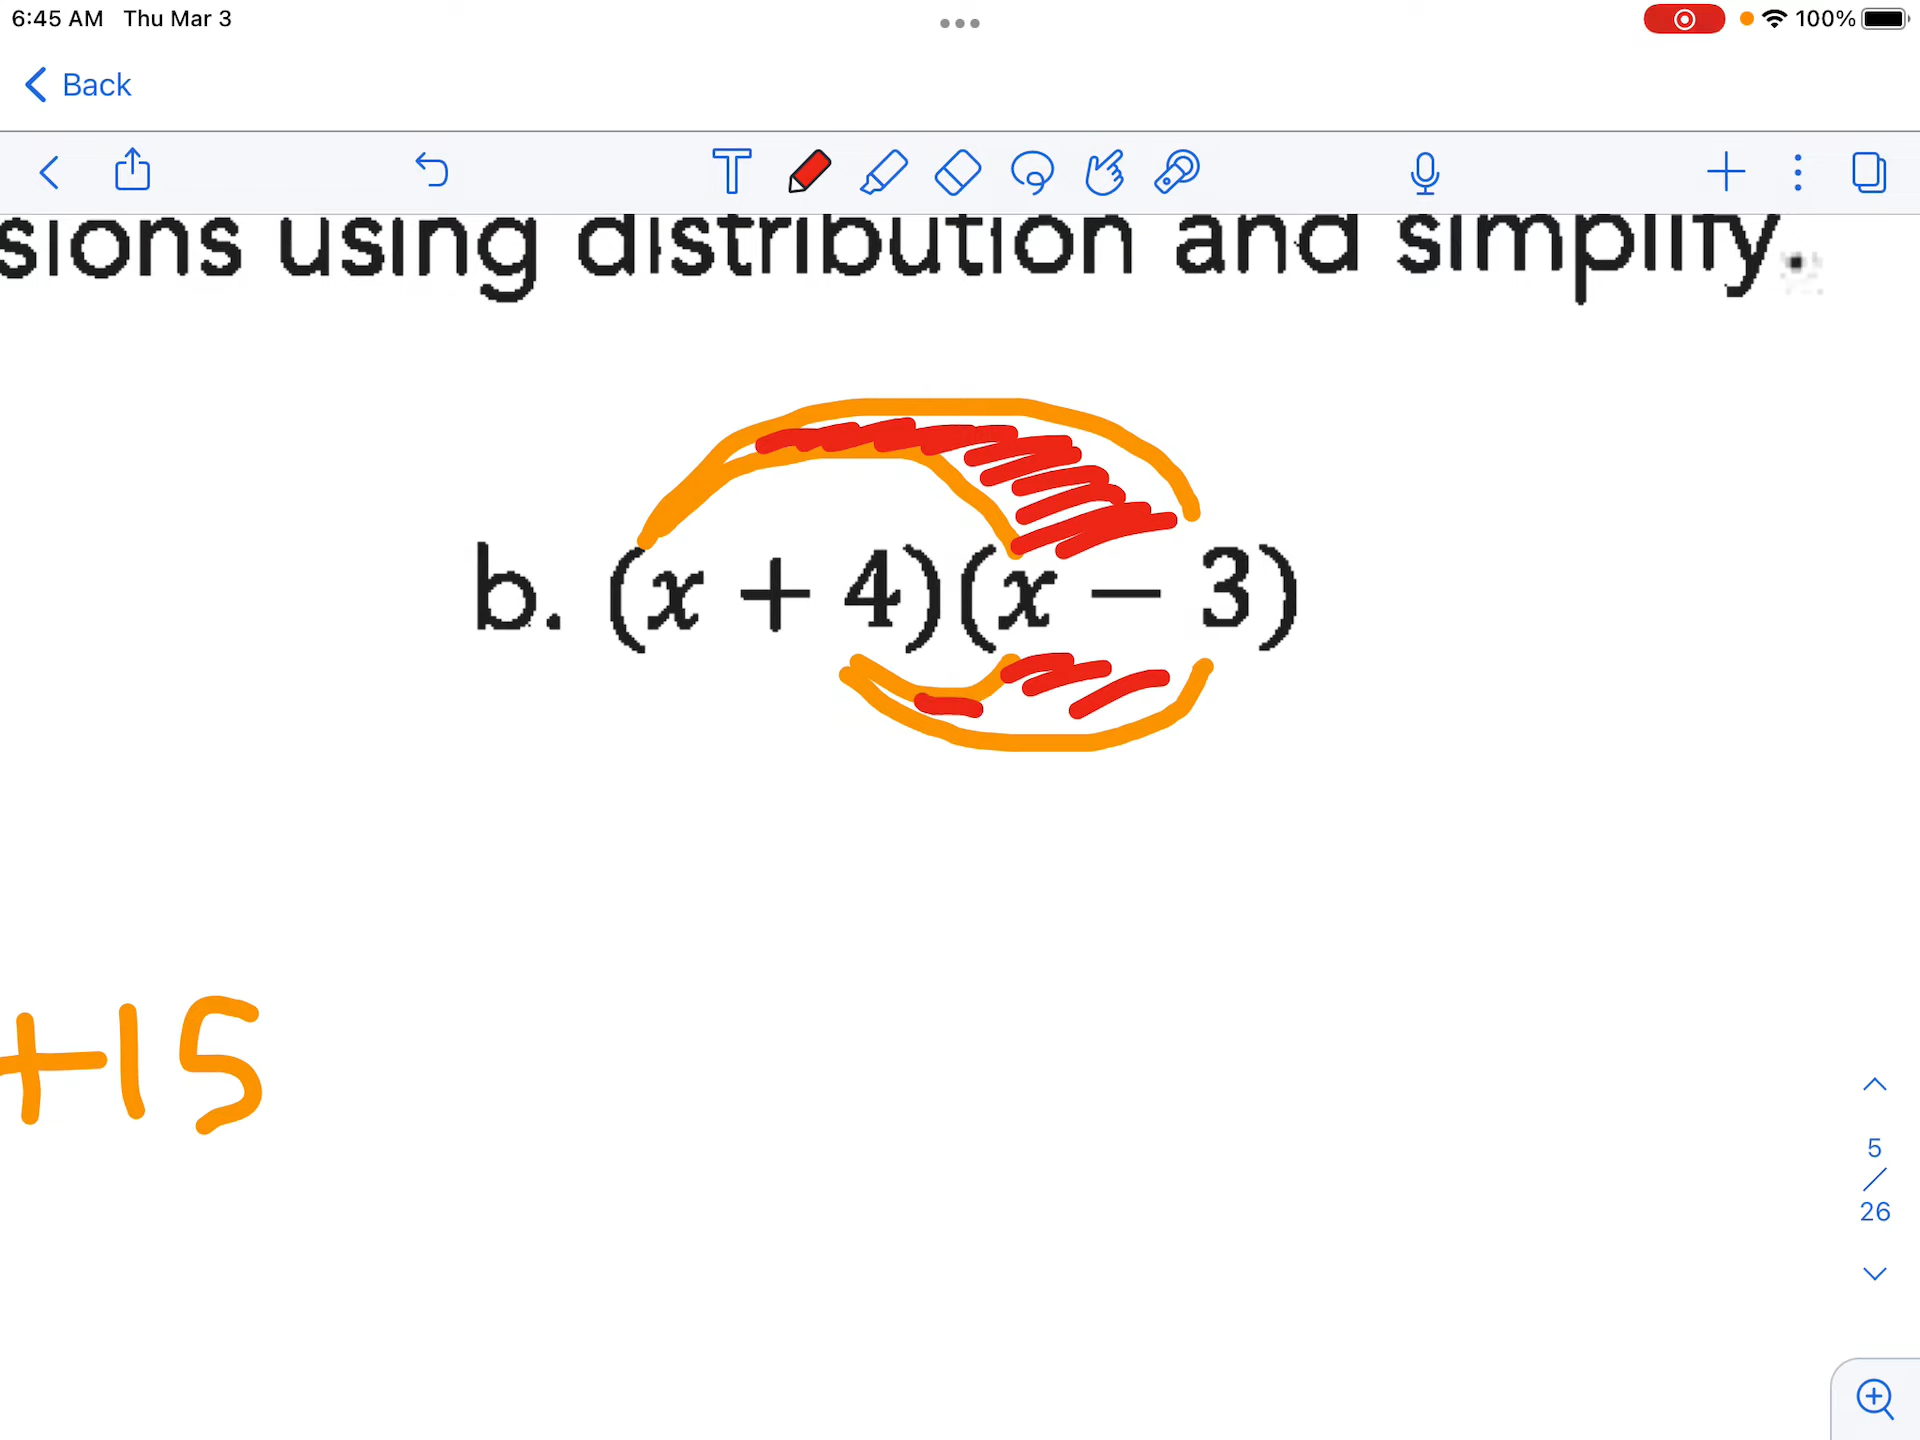 6:45 AM Thu Mar 3
100%
Back
sions using distribution and simplify.
b. (x + 4)(x − 3)
+15
5
/
26